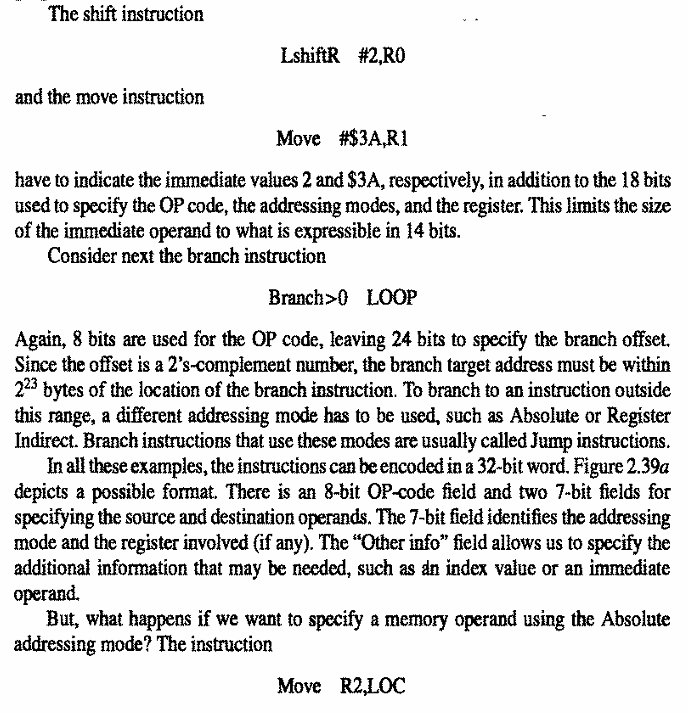 The shift instruction
LshiftR #2,R0
and the move instruction
Move #$3A,R1
have to indicate the immediate values 2 and $3A, respectively, in addition to the 18 bits
used to specify the OP code, the addressing modes, and the register. This limits the size
of the immediate operand to what is expressible in 14 bits.
Consider next the branch instruction
Branch>0 LOOP
Again, 8 bits are used for the OP code, leaving 24 bits to specify the branch offset.
Since the offset is a 2's-complement number, the branch target address must be within
2²³ bytes of the location of the branch instruction. To branch to an instruction outside
this range, a different addressing mode has to be used, such as Absolute or Register
Indirect. Branch instructions that use these modes are usually called Jump instructions.
In all these examples, the instructions can be encoded in a 32-bit word. Figure 2.39a
depicts a possible format. There is an 8-bit OP-code field and two 7-bit fields for
specifying the source and destination operands. The 7-bit field identifies the addressing
mode and the register involved (if any). The “Other info” field allows us to specify the
additional information that may be needed, such as an index value or an immediate
operand.
But, what happens if we want to specify a memory operand using the Absolute
addressing mode? The instruction
Move R2,LOC